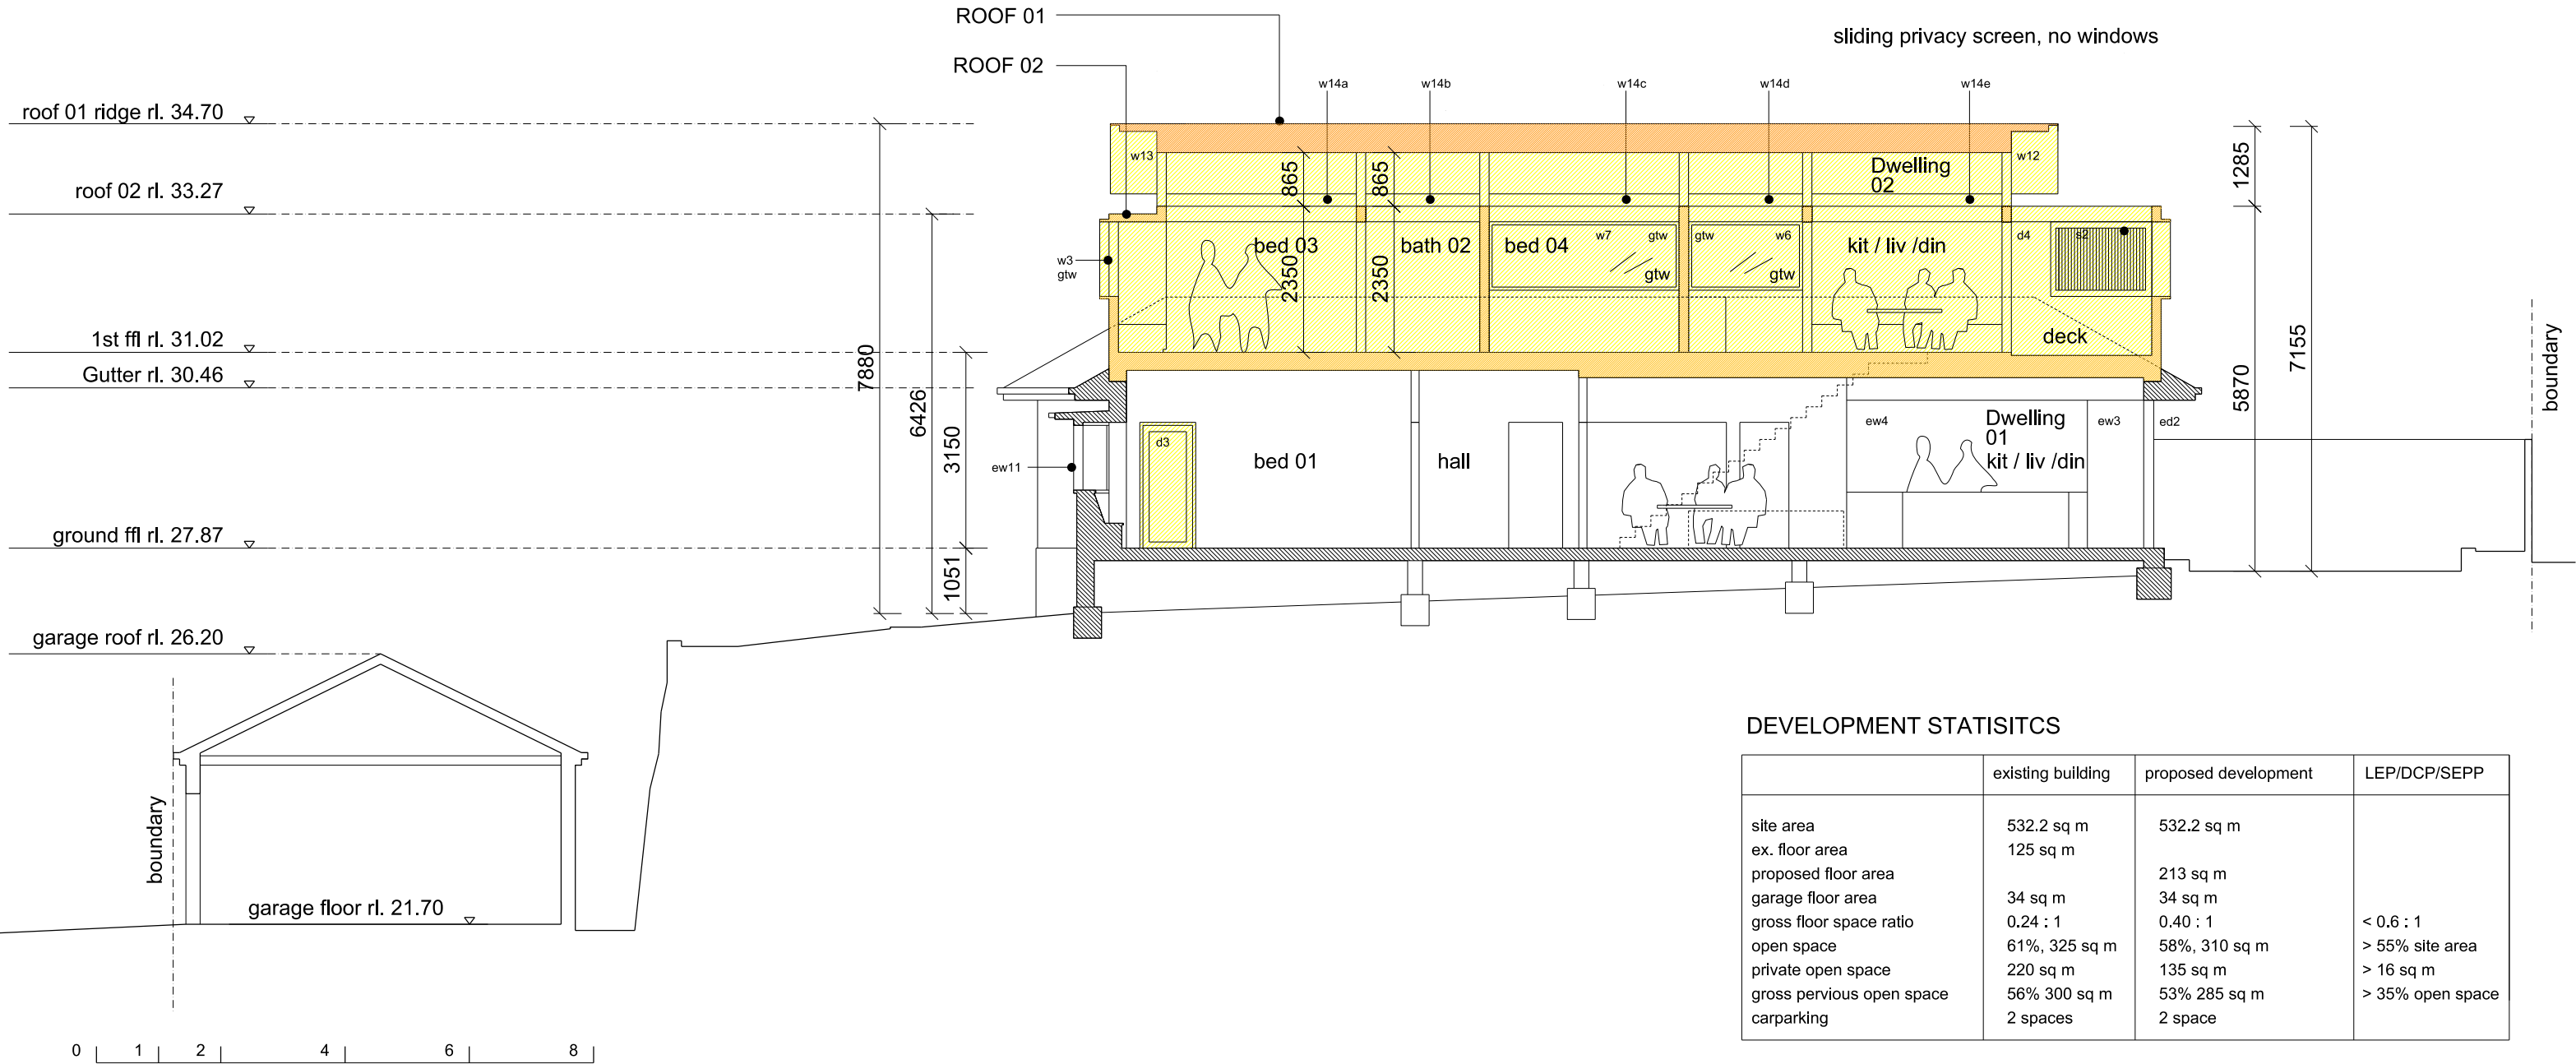 ROOF 01
sliding privacy screen, no windows
ROOF 02
w14a
w14b
w14c
w14d
w14e
roof 01 ridge rl. 34.70
w13
865
865
Dwelling
02
w12
1285
roof 02 rl. 33.27
bed 03
bath 02
bed 04
w7
gtw
gtw
w6
kit / liv /din
d4
s2
w3
gtw
2350
2350
gtw
gtw
1st ffl rl. 31.02
deck
7155
boundary
Gutter rl. 30.46
7880
6426
5870
3150
ew4
Dwelling
01
kit / liv /din
ew3
ed2
d3
bed 01
hall
ew11
ground ffl rl. 27.87
1051
garage roof rl. 26.20
boundary
garage floor rl. 21.70
0 1 2 4 6 8
DEVELOPMENT STATISITCS
existing building proposed development LEP/DCP/SEPP
site area 532.2 sq m 532.2 sq m
ex. floor area 125 sq m
proposed floor area 213 sq m
garage floor area 34 sq m 34 sq m
gross floor space ratio 0.24 : 1 0.40 : 1 < 0.6 : 1
open space 61%, 325 sq m 58%, 310 sq m > 55% site area
private open space 220 sq m 135 sq m > 16 sq m
gross pervious open space 56% 300 sq m 53% 285 sq m > 35% open space
carparking 2 spaces 2 space